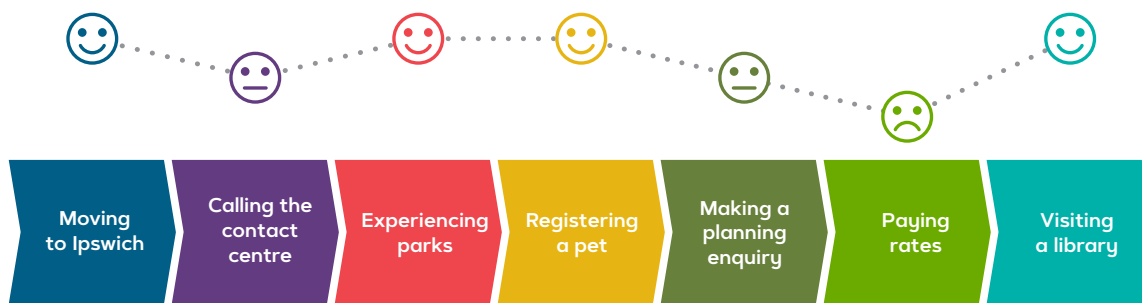 Moving
to Ipswich
Calling the
contact
centre
Experiencing
parks
Registering
a pet
Making a
planning
enquiry
Paying
rates
Visiting
a library